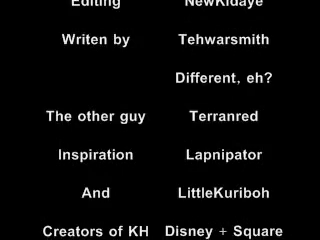 Editing NewKidaye
Writen by Tehwarsmith
Different, eh?
The other guy Terranred
Inspiration Lapnipator
And LittleKuriboh
Creators of KH Disney + Square